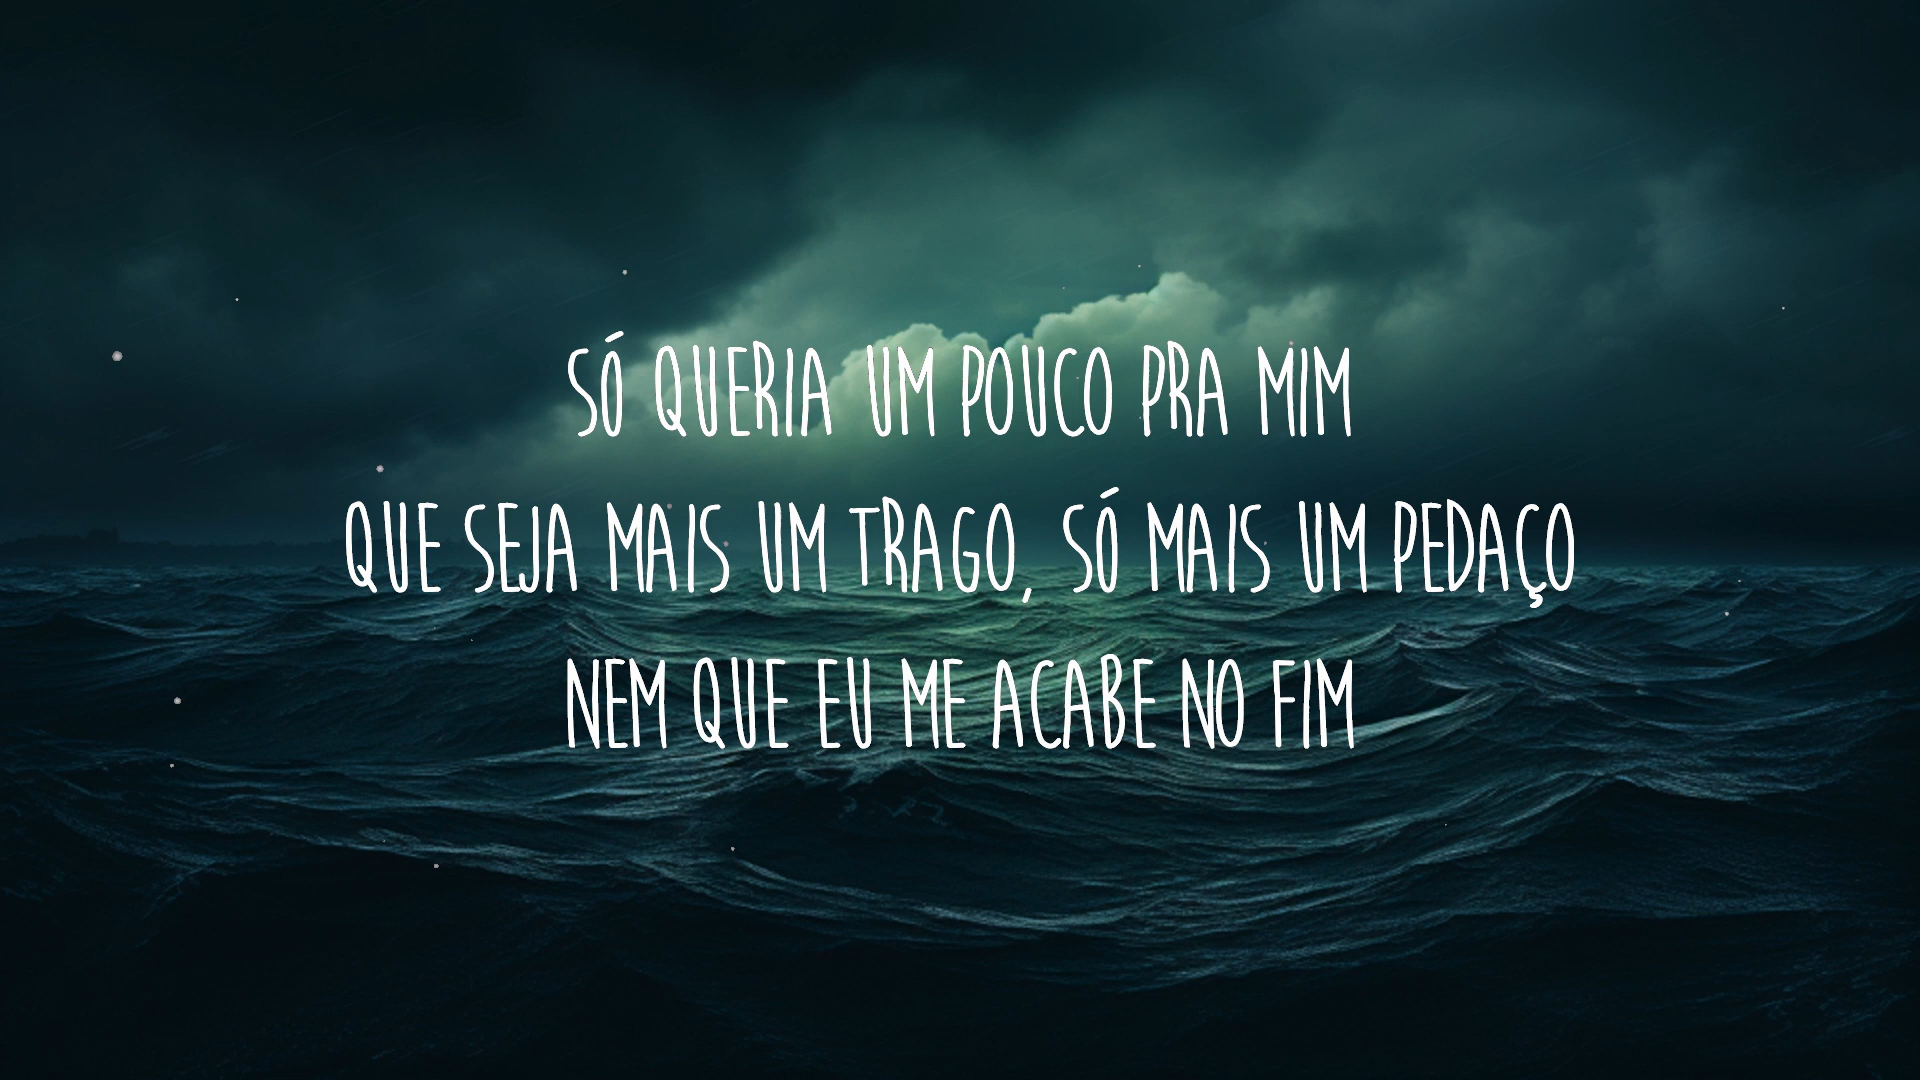 SÓ QUERIA UM POUCO PRA MIM
QUE SEJA MAIS UM TRAGO, SÓ MAIS UM PEDAÇO
NEM QUE EU ME ACABE NO FIM